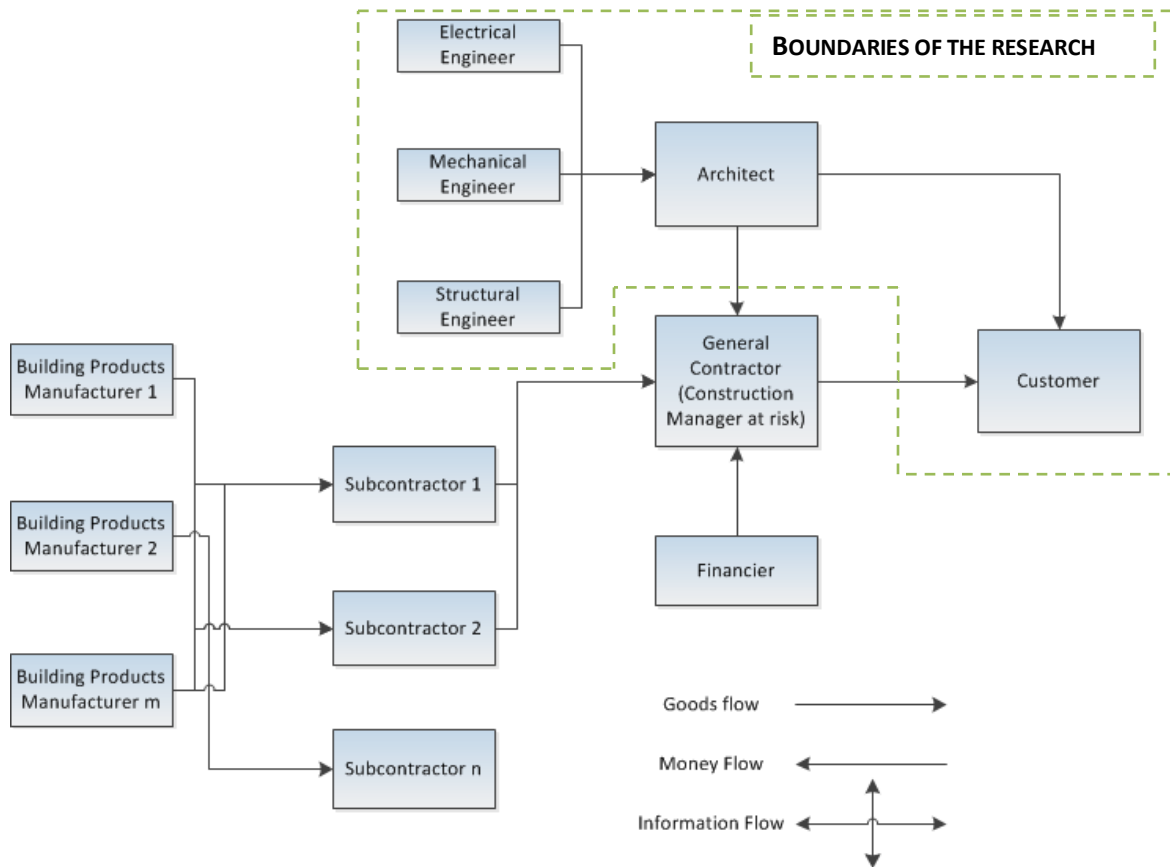 Electrical
Engineer
BOUNDARIES OF THE RESEARCH
Mechanical
Engineer
Architect
Structural
Engineer
General
Contractor
(Construction
Manager at risk)
Customer
Building Products
Manufacturer 1
Subcontractor 1
Building Products
Manufacturer 2
Financier
Subcontractor 2
Building Products
Manufacturer m
Subcontractor n
Goods flow
Money Flow
Information Flow